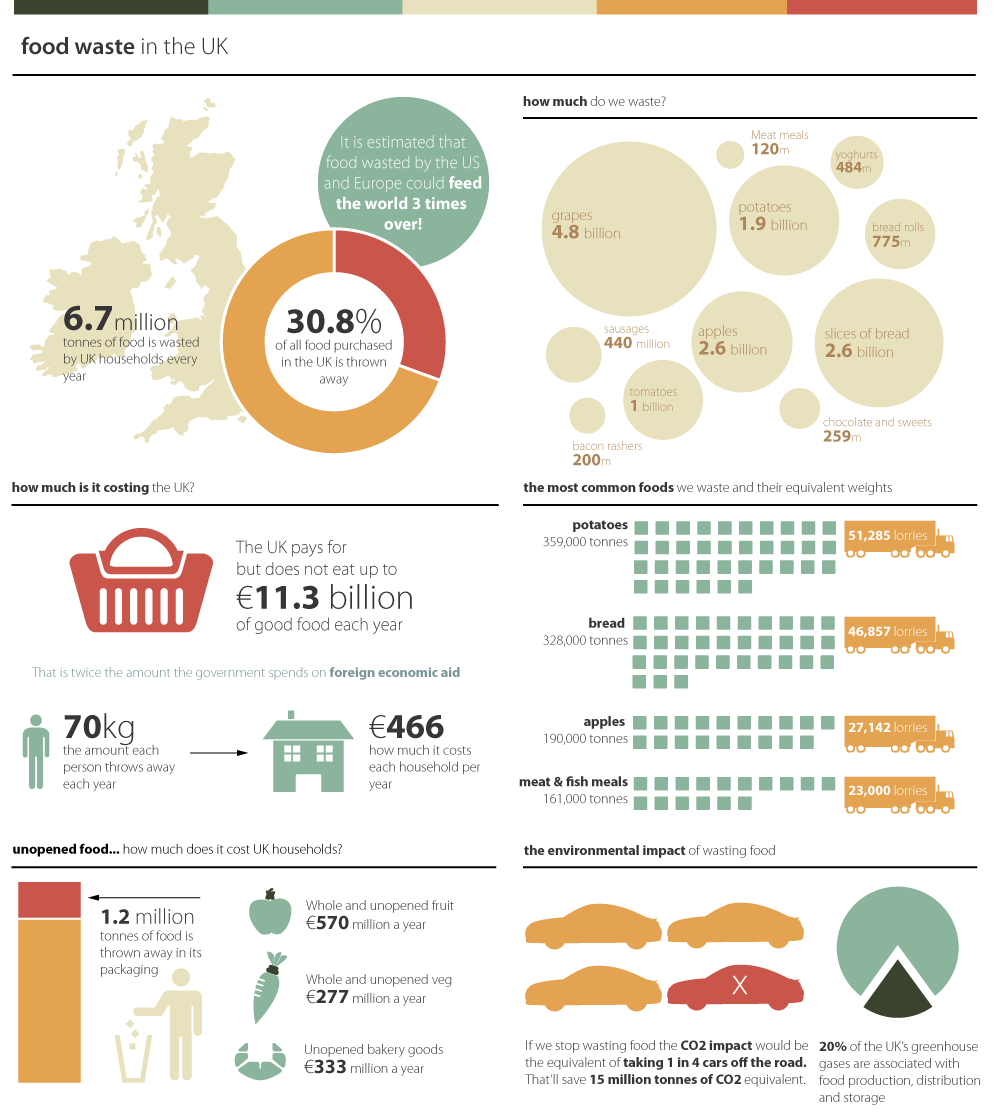 food waste in the UK
It is estimated that
food wasted by the US
and Europe could feed
the world 3 times
over!
6.7million
tonnes of food is wasted
by UK households every
year
30.8%
of all food purchased
in the UK is thrown
away
how much do we waste?
Meat meals
120m
yoghurts
484m
grapes
4.8 billion
potatoes
1.9 billion
bread rolls
775m
sausages
440 million
apples
2.6 billion
slices of bread
2.6 billion
tomatoes
1 billion
chocolate and sweets
259m
bacon rashers
200m
how much is it costing the UK?
The UK pays for
but does not eat up to
€11.3 billion
of good food each year
That is twice the amount the government spends on foreign economic aid
70kg
the amount each
person throws away
each year
€466
how much it costs
each household per
year
the most common foods we waste and their equivalent weights
potatoes
359,000 tonnes
51,285 lorries
bread
328,000 tonnes
46,857 lorries
apples
190,000 tonnes
27,142 lorries
meat & fish meals
161,000 tonnes
23,000 lorries
unopened food... how much does it cost UK households?
1.2 million
tonnes of food is
thrown away in its
packaging
Whole and unopened fruit
€570 million a year
Whole and unopened veg
€277 million a year
Unopened bakery goods
€333 million a year
the environmental impact of wasting food
X
If we stop wasting food the CO2 impact would be
the equivalent of taking 1 in 4 cars off the road.
That'll save 15 million tonnes of CO2 equivalent.
20% of the UK's greenhouse
gases are associated with
food production, distribution
and storage